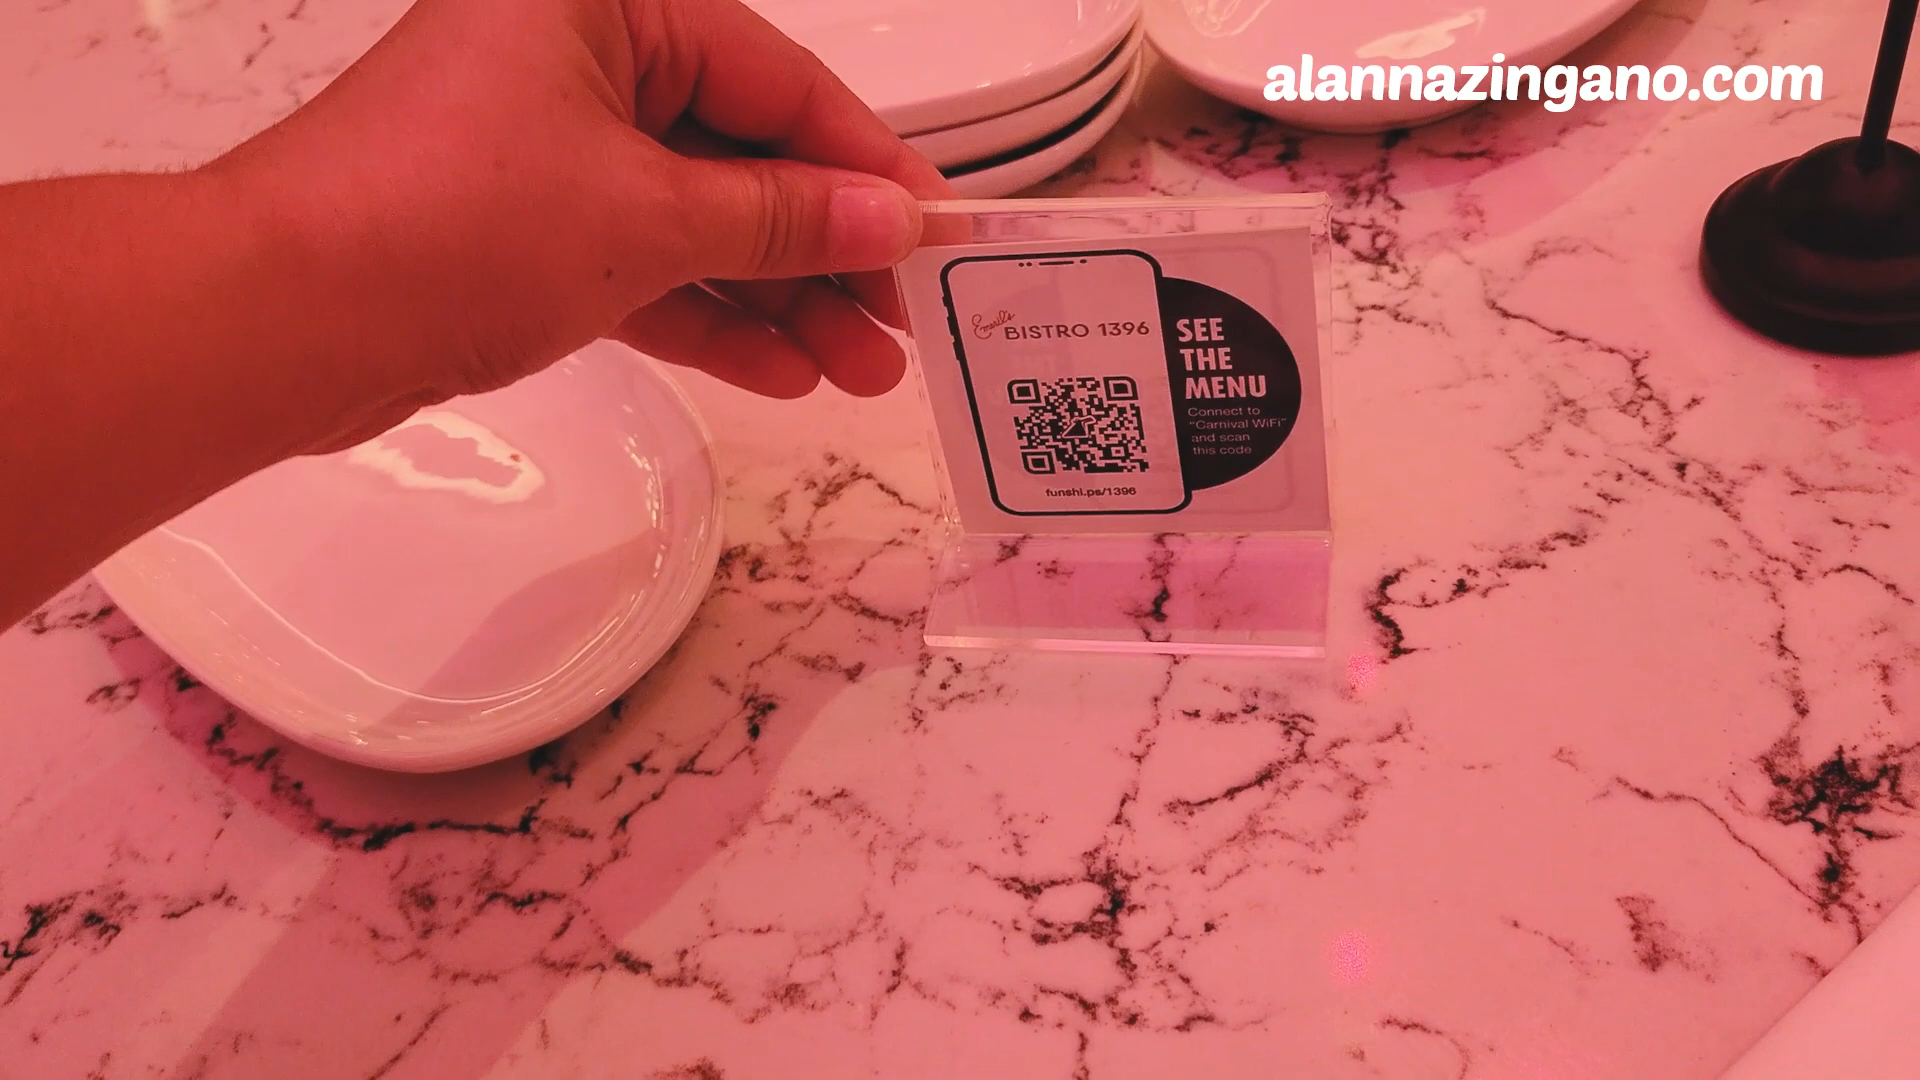 alannazingano.com
Emeril's
BISTRO 1396
funshi.ps/1396
SEE
THE
MENU
Connect to
"Carnival WiFi"
and scan
this code